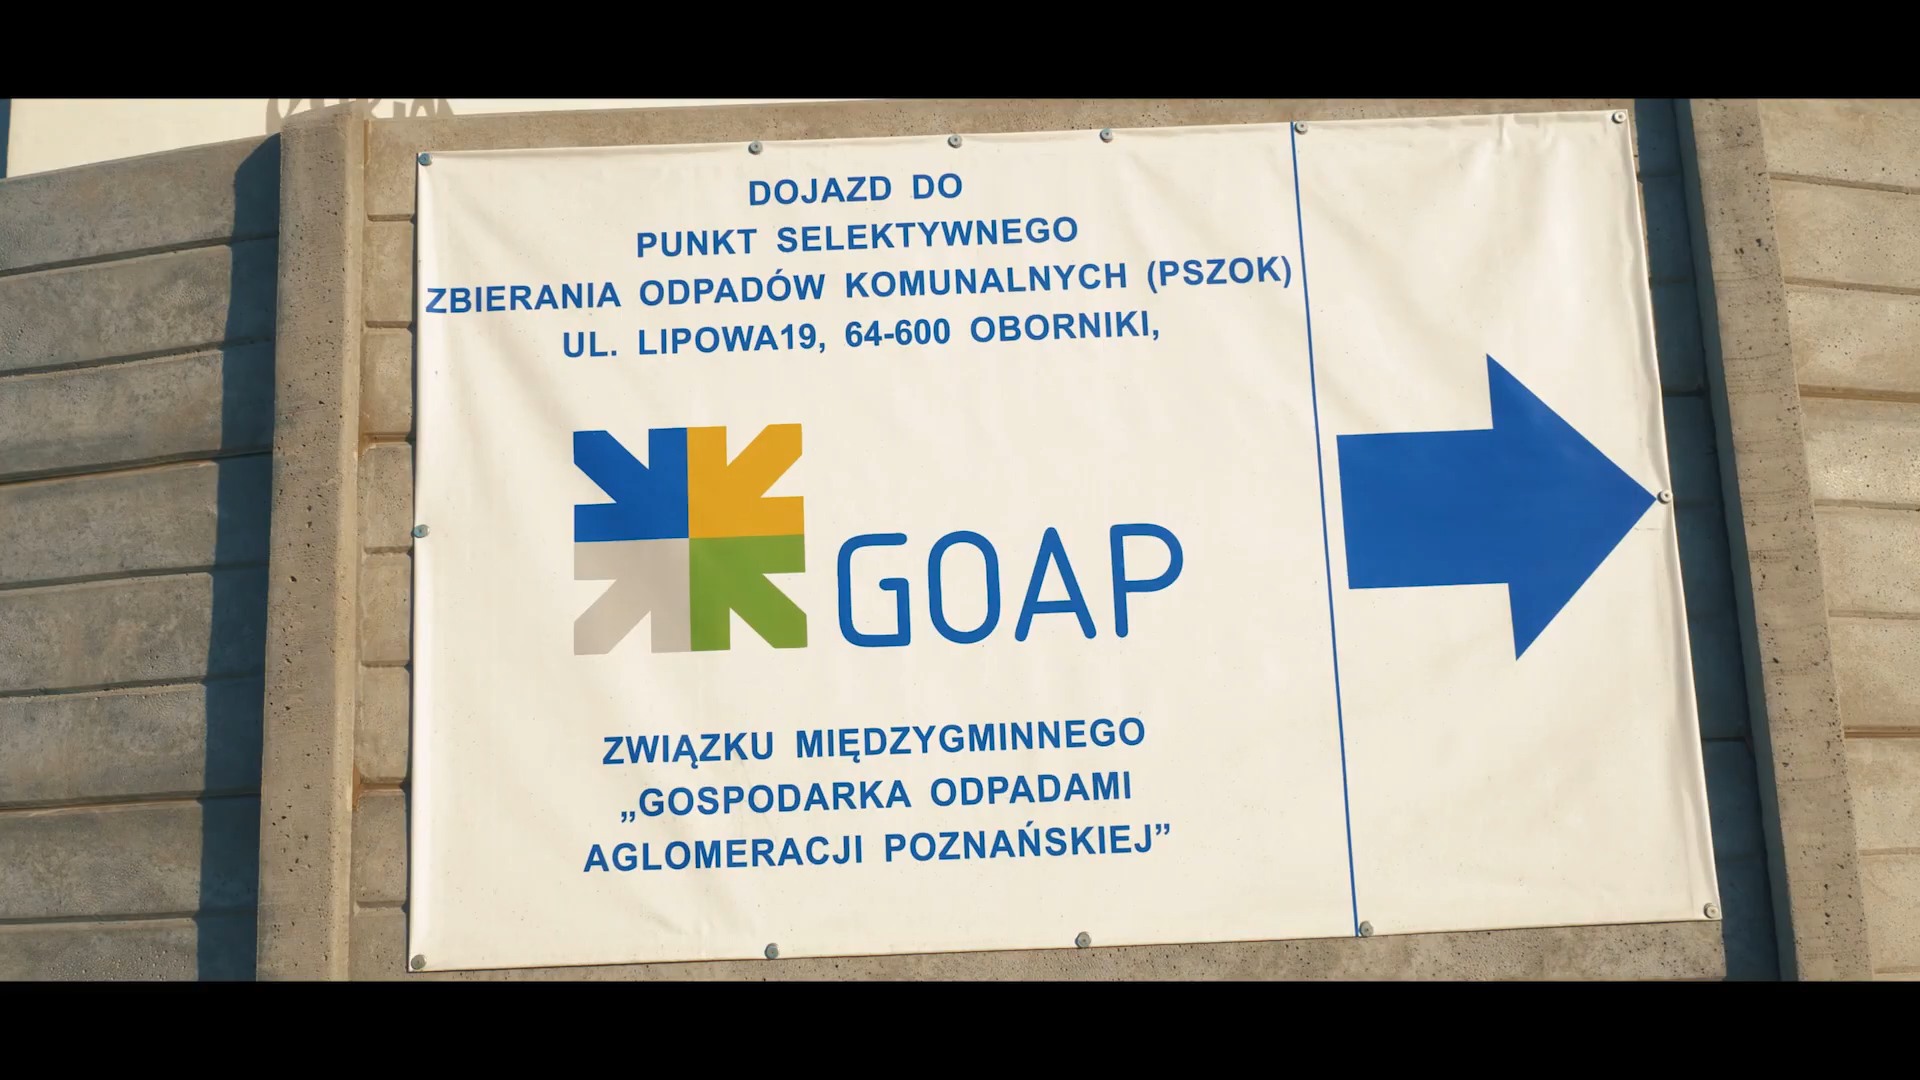 DOJAZD DO
PUNKT SELEKTYWNEGO
ZBIERANIA ODPADÓW KOMUNALNYCH (PSZOK)
UL. LIPOWA19, 64-600 OBORNIKI,
GOAP
ZWIĄZKU MIĘDZYGMINNEGO
„GOSPODARKA ODPADAMI
AGLOMERACJI POZNAŃSKIEJ”